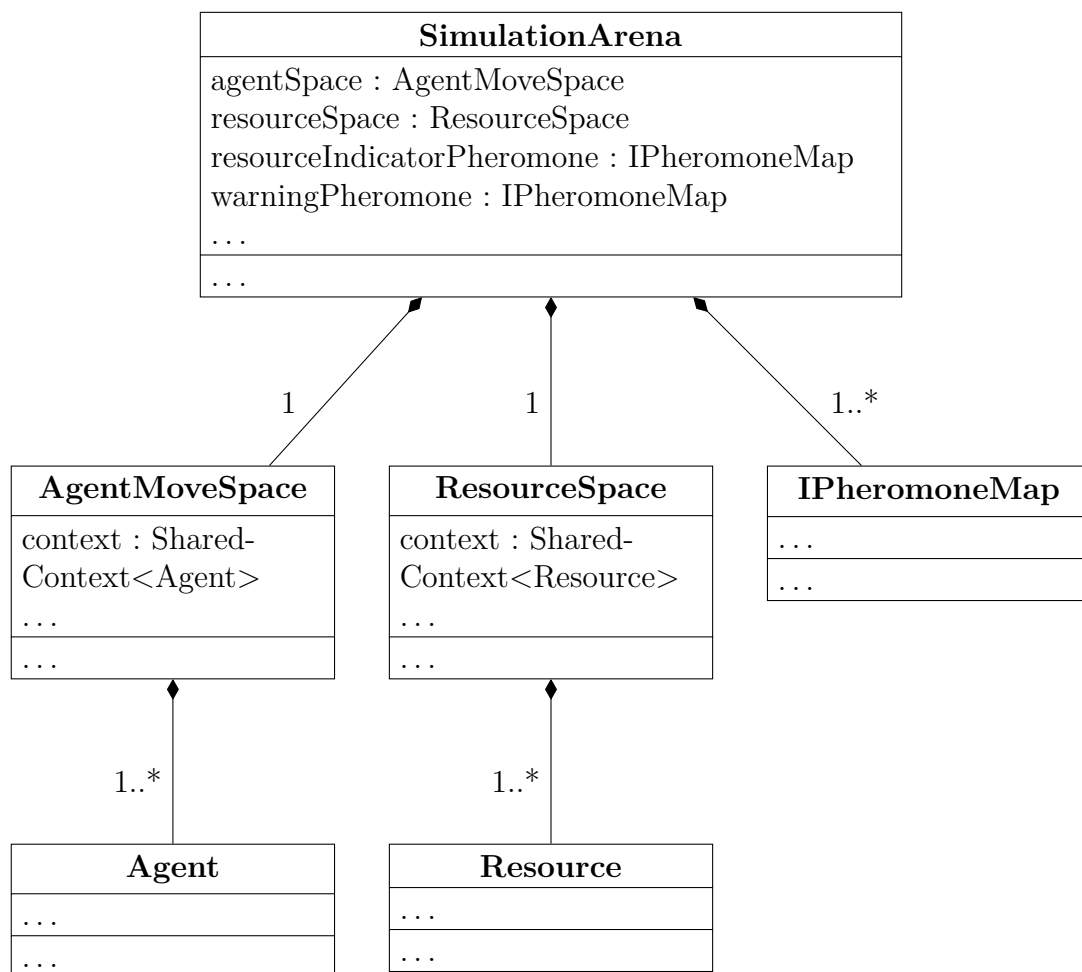 SimulationArena
agentSpace : AgentMoveSpace
resourceSpace : ResourceSpace
resourceIndicatorPheromone : IPheromoneMap
warningPheromone : IPheromoneMap
...
...
1
1
1..*
AgentMoveSpace
context : Shared-
Context<Agent>
...
...
ResourceSpace
context : Shared-
Context<Resource>
...
...
IPheromoneMap
...
...
1..*
1..*
Agent
...
...
Resource
...
...